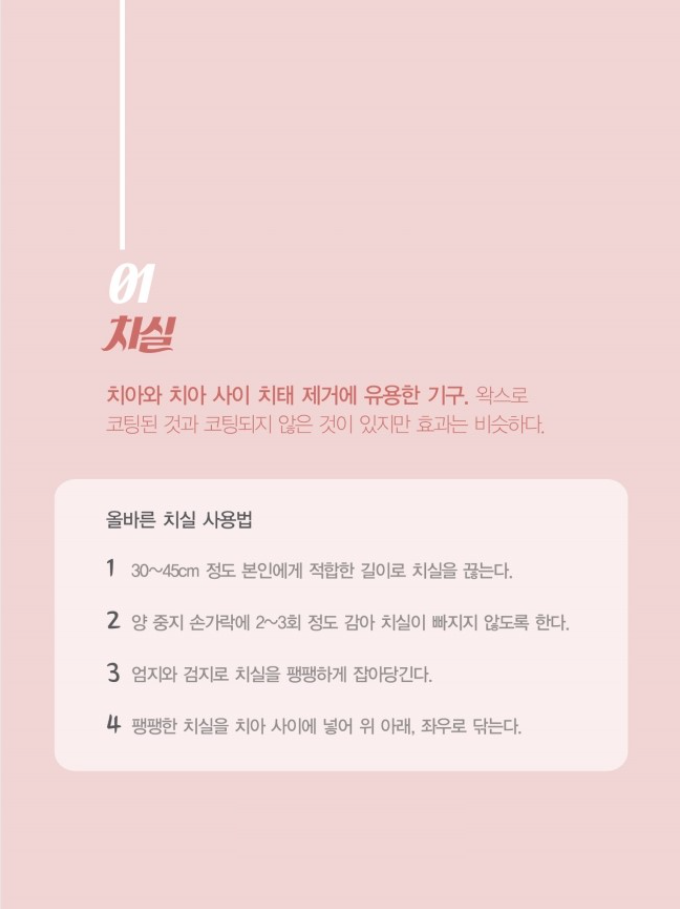 01
치실
치아와 치아 사이 치태 제거에 유용한 기구. 왁스로
코팅된 것과 코팅되지 않은 것이 있지만 효과는 비슷하다.
올바른 치실 사용법
1 30~45cm 정도 본인에게 적합한 길이로 치실을 끊는다.
2 양 중지 손가락에 2~3회 정도 감아 치실이 빠지지 않도록 한다.
3 엄지와 검지로 치실을 팽팽하게 잡아당긴다.
4 팽팽한 치실을 치아 사이에 넣어 위 아래, 좌우로 닦는다.